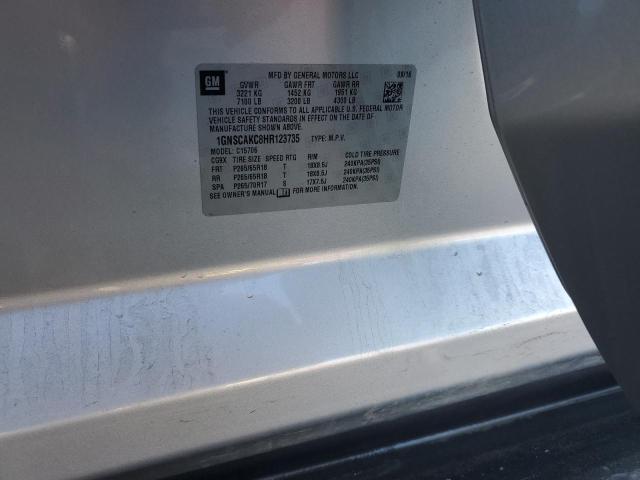 GM
MFD BY GENERAL MOTORS LLC 09/16
GVWR GAWR FRT GAWR RR
3221 KG 1452 KG 1951 KG
7100 LB 3200 LB 4300 LB
THIS VEHICLE CONFORMS TO ALL APPLICABLE U.S. FEDERAL MOTOR
VEHICLE SAFETY STANDARDS IN EFFECT ON THE DATE OF
MANUFACTURE SHOWN ABOVE.
1GNSCAKC8HR123735 TYPE: M.P.V.
MODEL: C15706
CGXX TIRE SIZE SPEED RTG RIM COLD TIRE PRESSURE
FRT P265/65R18 T 18X8.5J 240KPA(35PSI)
RR P265/65R18 T 18X8.5J 240KPA(35PSI)
SPA P265/70R17 S 17X7.5J 240KPA(35PSI)
SEE OWNER'S MANUAL FOR MORE INFORMATION.